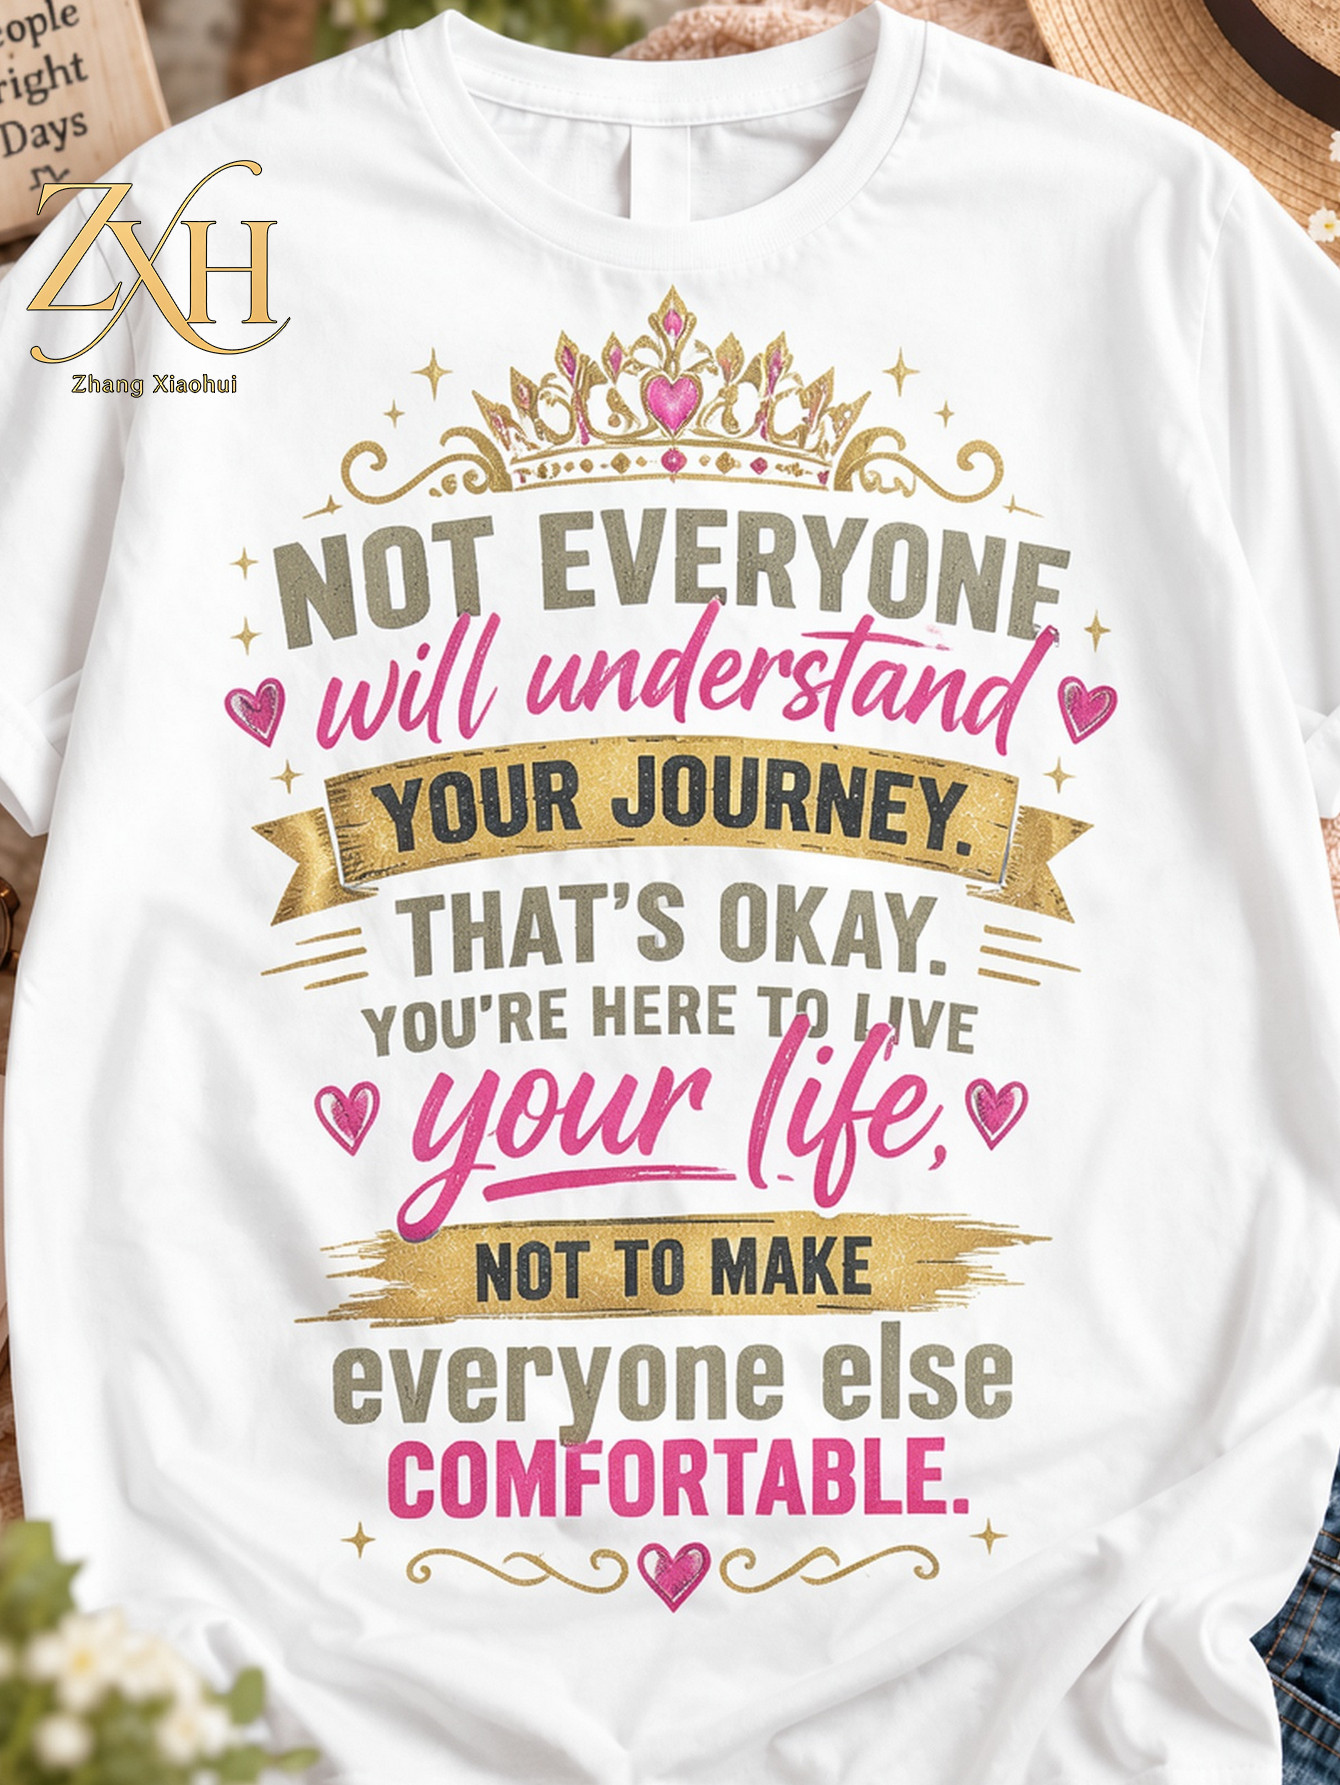 eople
right
Days
ZXH
Zhang Xiaohui
NOT EVERYONE
will understand
YOUR JOURNEY.
THAT'S OKAY.
YOU'RE HERE TO LIVE
your life,
NOT TO MAKE
everyone else
COMFORTABLE.